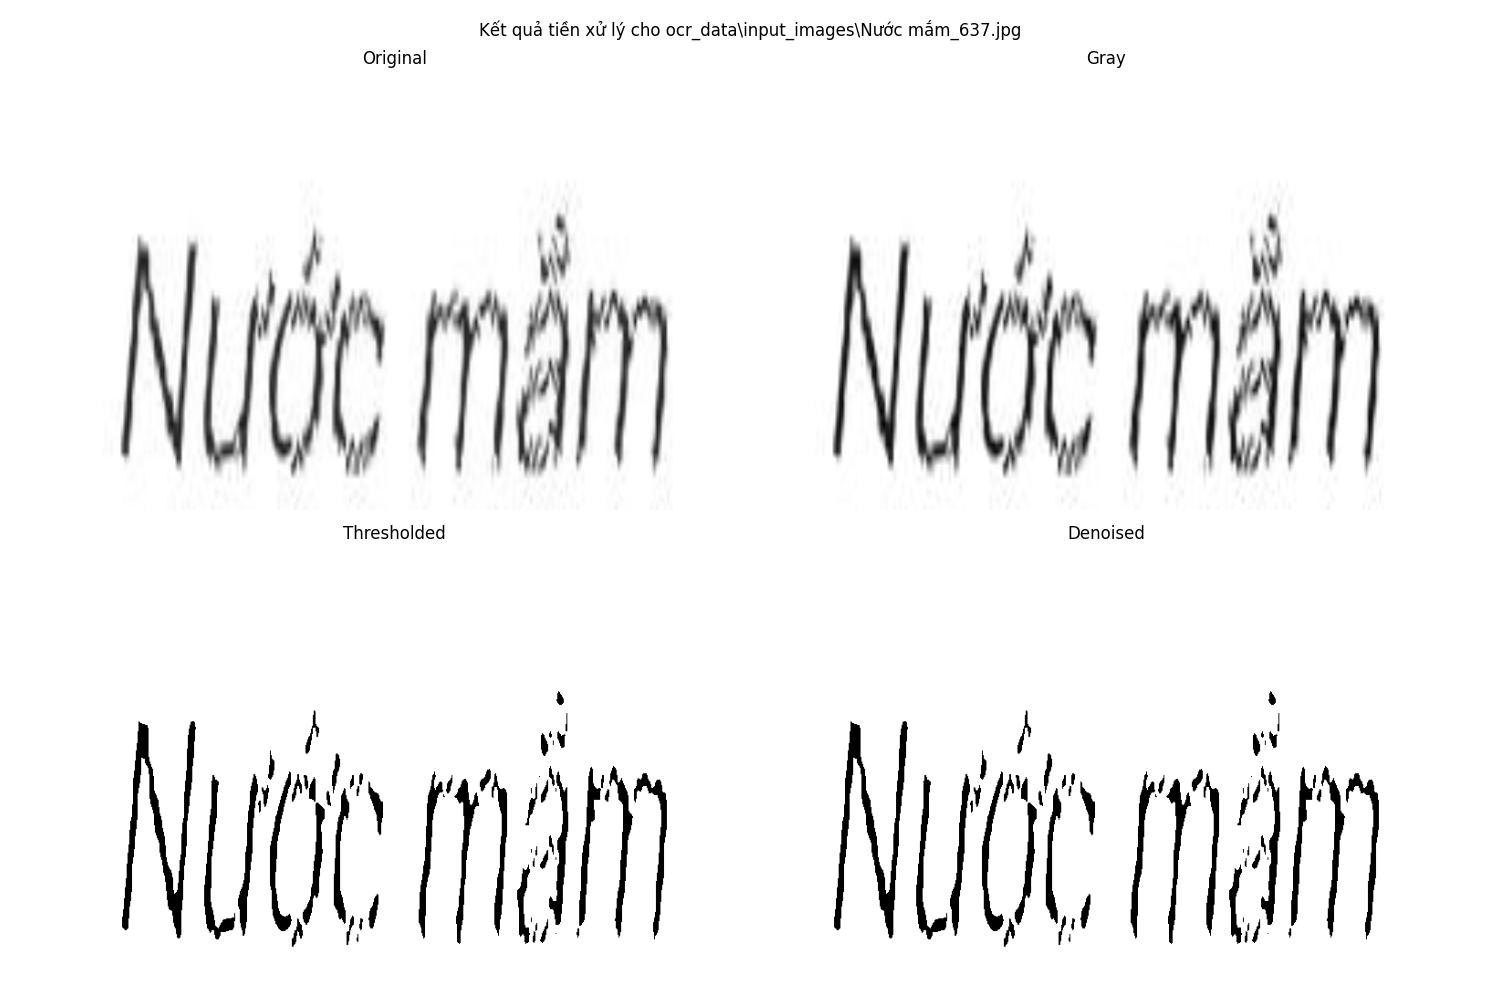 Kết quả tiền xử lý cho ocr_data\input_images\Nước mắm_637.jpg
Original
Gray
Nước mắm
Nước mắm
Thresholded
Denoised
Nước mắm
Nước mắm